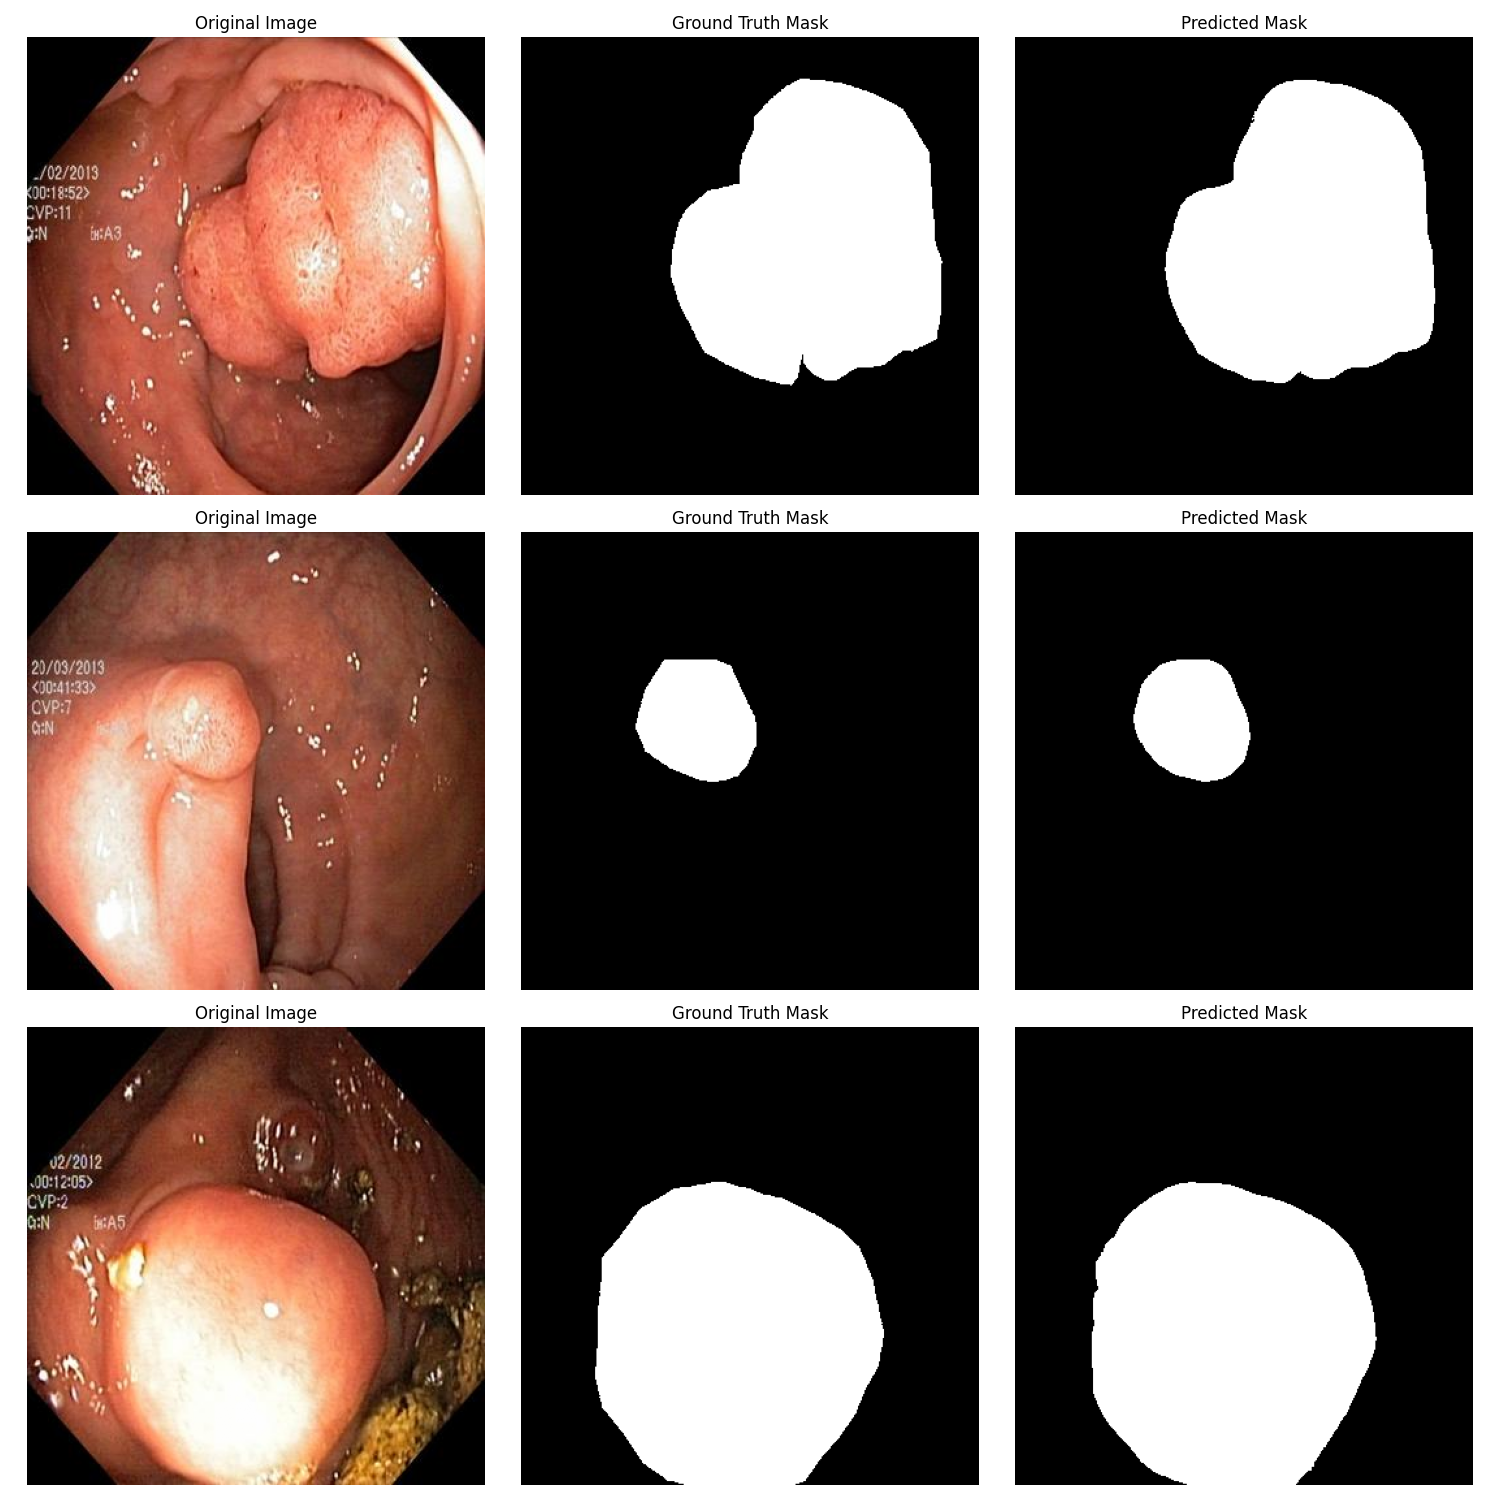 Original Image
Ground Truth Mask
Predicted Mask
/02/2013
<00:18:52>
CVP:11
:N :A3
Original Image
Ground Truth Mask
Predicted Mask
20/03/2013
<00:41:33>
CVP:7
G:N
Original Image
Ground Truth Mask
Predicted Mask
02/2012
00:12:05>
CVP:2
G:N :A5